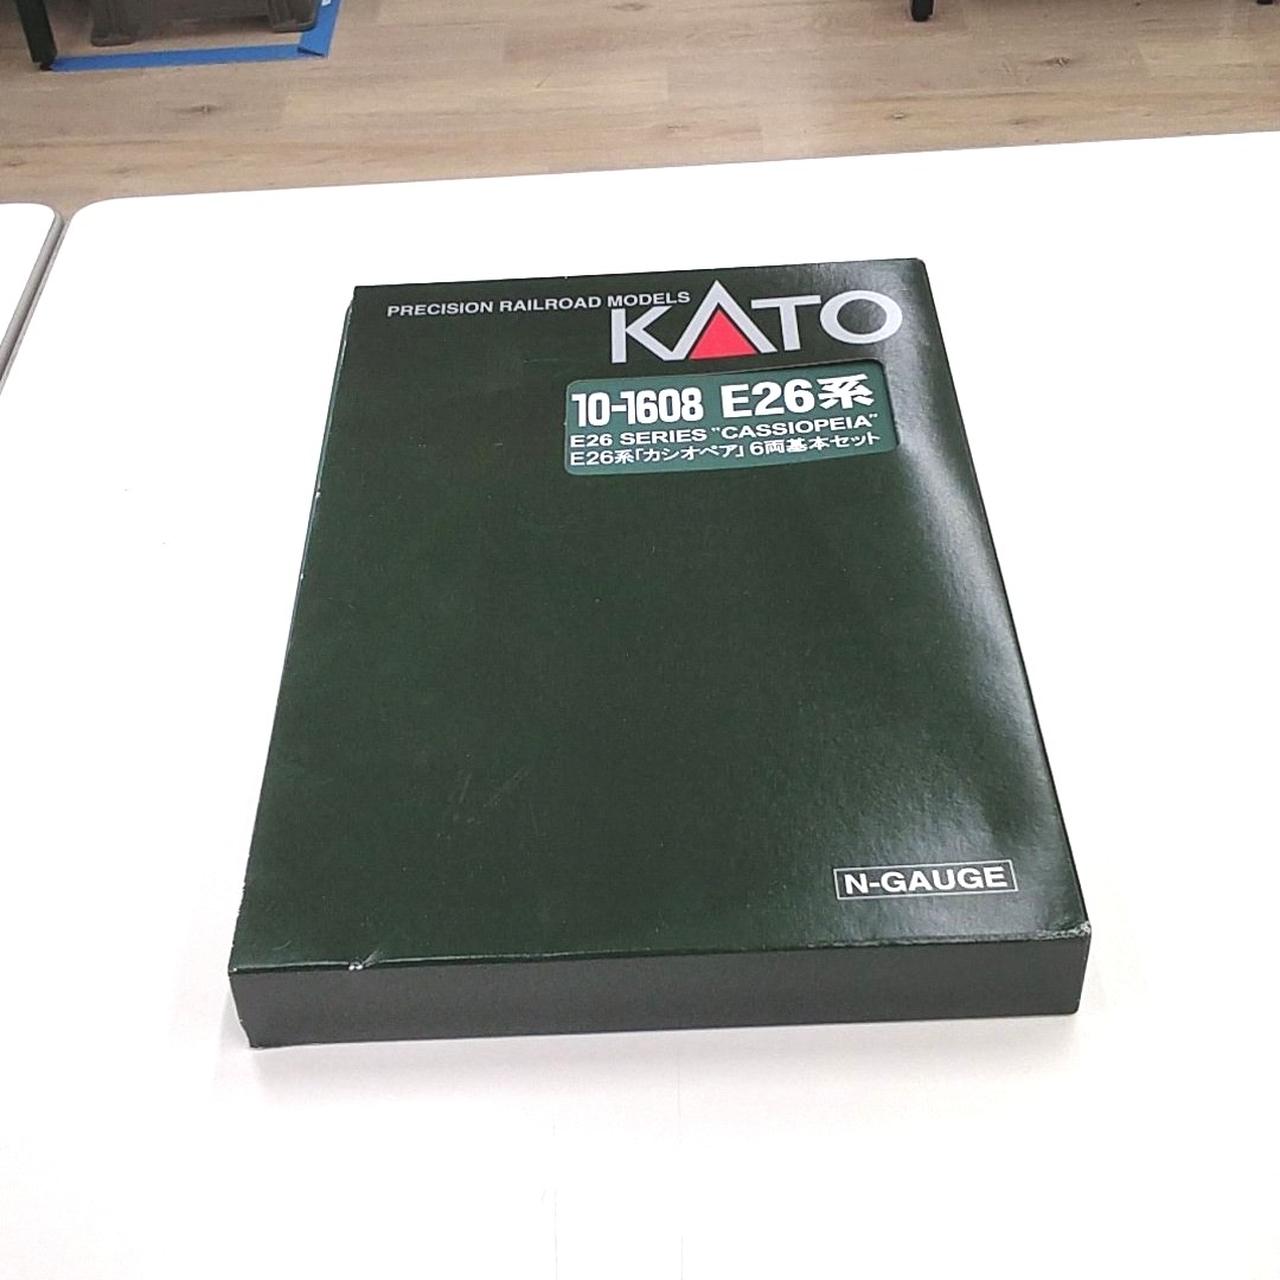 PRECISION RAILROAD MODELS
KATO
10-1608 E26系
E26 SERIES "CASSIOPEIA"
E26系「カシオペア」6両基本セット
N-GAUGE